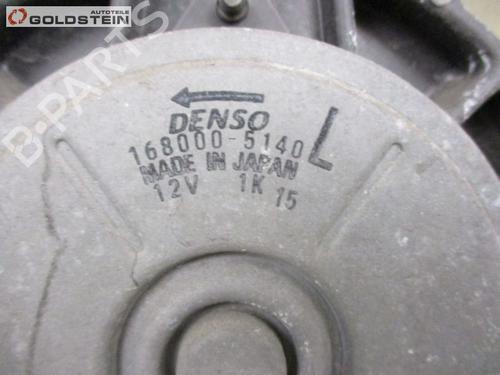 AUTOTEILE
GOLDSTEIN
B-PARTS
DENSO
168000-5140 L
MADE IN JAPAN
12V 1K 15